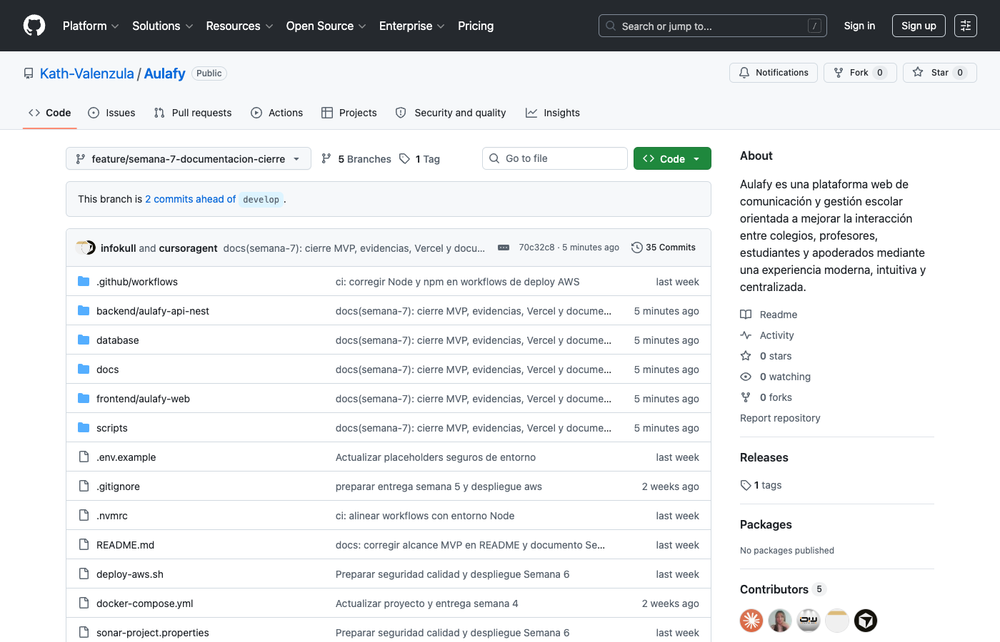 Platform Solutions Resources Open Source Enterprise Pricing Search or jump to... / Sign in Sign up
Kath-Valenzula / Aulafy Public Notifications Fork 0 Star 0
Code Issues Pull requests Actions Projects Security and quality Insights
feature/semana-7-documentacion-cierre 5 Branches 1 Tag Go to file Code
This branch is 2 commits ahead of develop .
infokull and cursoragent docs(semana-7): cierre MVP, evidencias, Vercel y docu... 70c32c8 · 5 minutes ago 35 Commits
.github/workflows ci: corregir Node y npm en workflows de deploy AWS last week
backend/aulafy-api-nest docs(semana-7): cierre MVP, evidencias, Vercel y docume... 5 minutes ago
database docs(semana-7): cierre MVP, evidencias, Vercel y docume... 5 minutes ago
docs docs(semana-7): cierre MVP, evidencias, Vercel y docume... 5 minutes ago
frontend/aulafy-web docs(semana-7): cierre MVP, evidencias, Vercel y docume... 5 minutes ago
scripts docs(semana-7): cierre MVP, evidencias, Vercel y docume... 5 minutes ago
.env.example Actualizar placeholders seguros de entorno last week
.gitignore preparar entrega semana 5 y despliegue aws 2 weeks ago
.nvmrc ci: alinear workflows con entorno Node last week
README.md docs: corregir alcance MVP en README y documento Se... last week
deploy-aws.sh Preparar seguridad calidad y despliegue Semana 6 last week
docker-compose.yml Actualizar proyecto y entrega semana 4 2 weeks ago
sonar-project.properties Preparar seguridad calidad y despliegue Semana 6 last week
About
Aulafy es una plataforma web de
comunicación y gestión escolar
orientada a mejorar la interacción
entre colegios, profesores,
estudiantes y apoderados mediante
una experiencia moderna, intuitiva y
centralizada.
Readme
Activity
0 stars
0 watching
0 forks
Report repository
Releases
1 tags
Packages
No packages published
Contributors 5